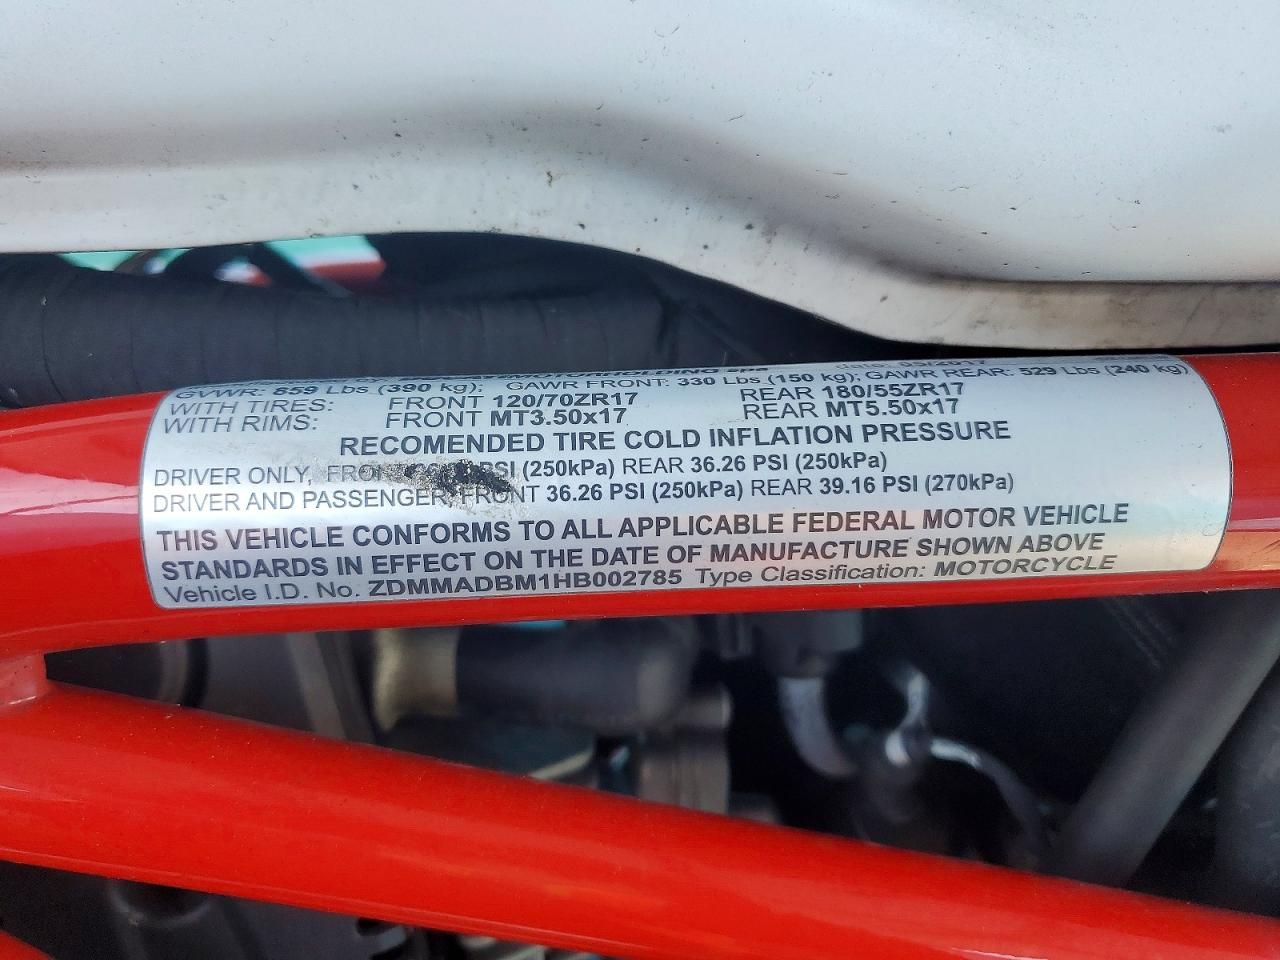 MOTORHOLDING spa
GVWR: 859 Lbs (390 kg); GAWR FRONT: 330 Lbs (150 kg); GAWR REAR: 529 Lbs (240 kg)
WITH TIRES: FRONT 120/70ZR17 REAR 180/55ZR17
WITH RIMS: FRONT MT3.50x17 REAR MT5.50x17
RECOMENDED TIRE COLD INFLATION PRESSURE
DRIVER ONLY, FRONT PSI (250kPa) REAR 36.26 PSI (250kPa)
DRIVER AND PASSENGER, FRONT 36.26 PSI (250kPa) REAR 39.16 PSI (270kPa)
THIS VEHICLE CONFORMS TO ALL APPLICABLE FEDERAL MOTOR VEHICLE
STANDARDS IN EFFECT ON THE DATE OF MANUFACTURE SHOWN ABOVE
Vehicle I.D. No. ZDMMADBM1HB002785 Type Classification: MOTORCYCLE